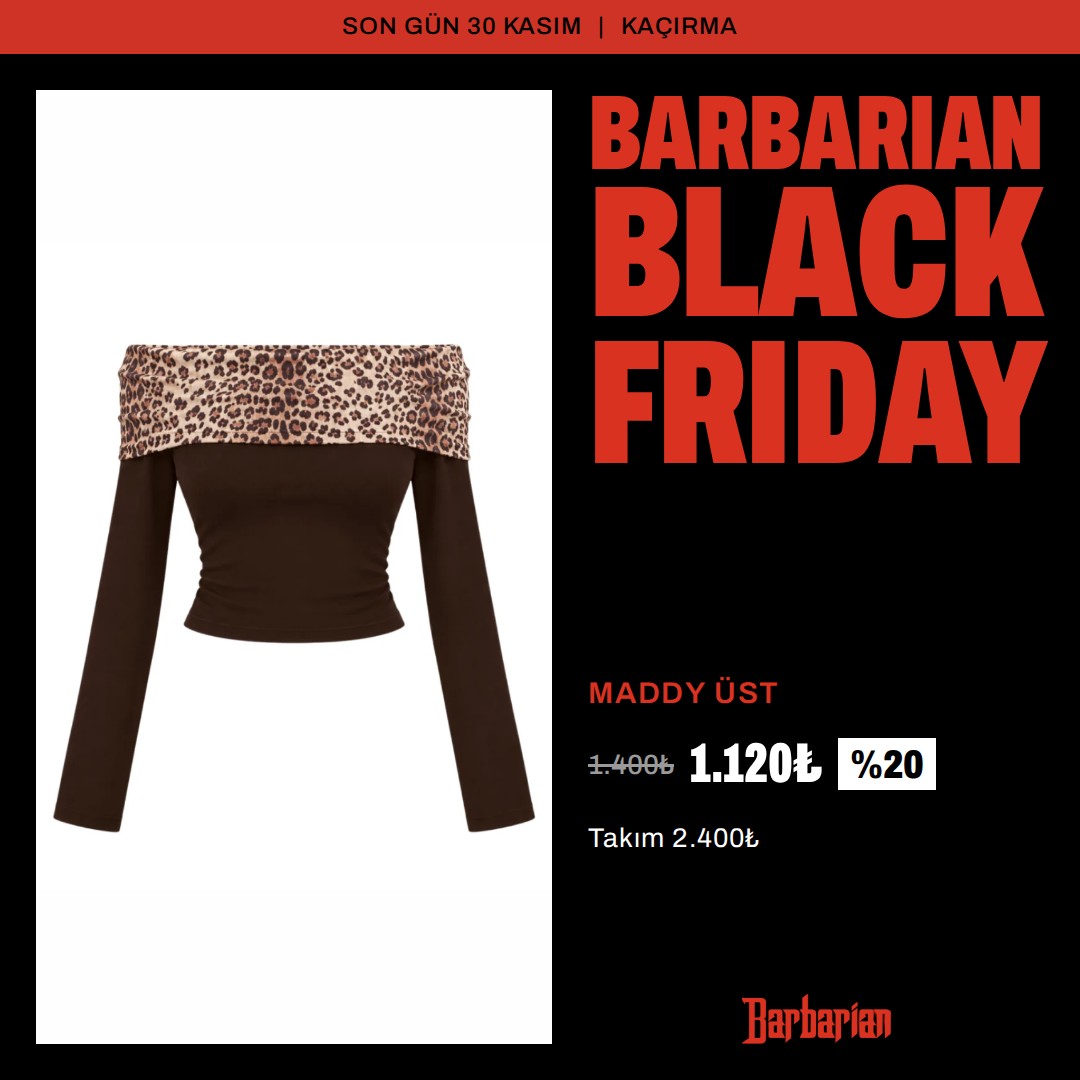 SON GÜN 30 KASIM | KAÇIRMA
BARBARIAN
BLACK
FRIDAY
MADDY ÜST
1.400₺ 1.120₺ %20
Takım 2.400₺
Barbarian